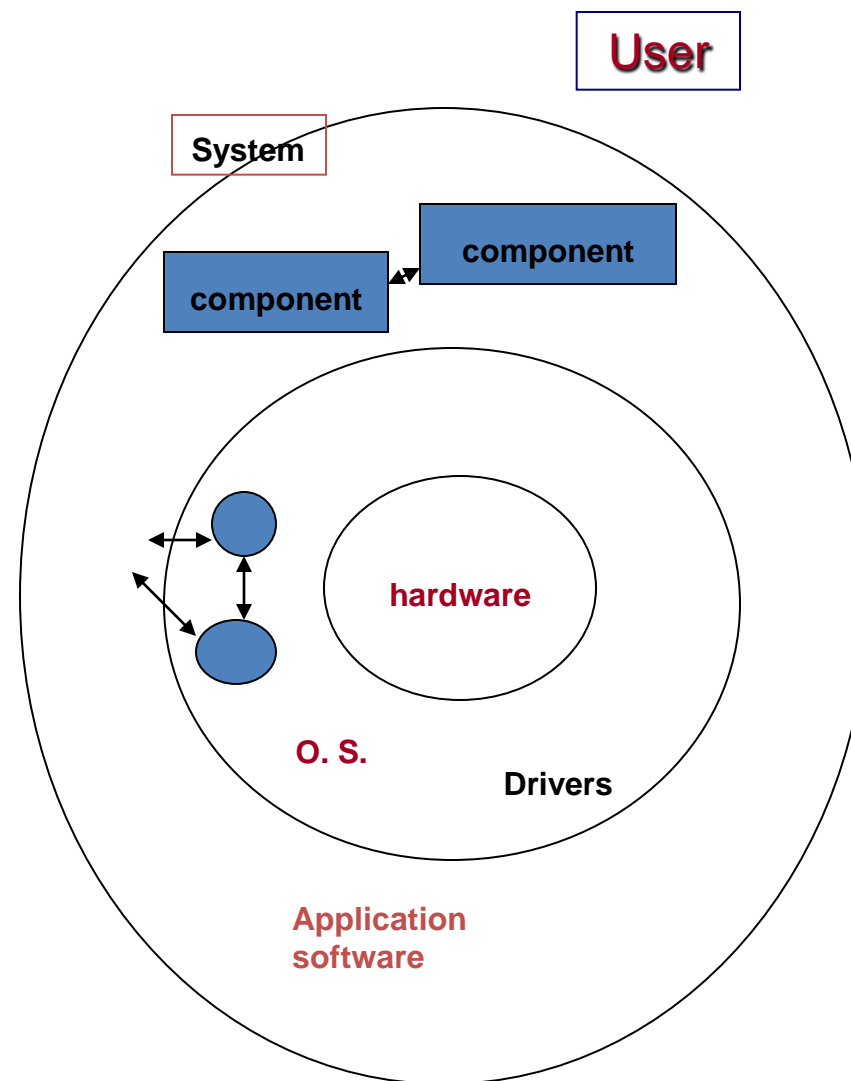 User
System
component
component
hardware
O. S.
Drivers
Application
software